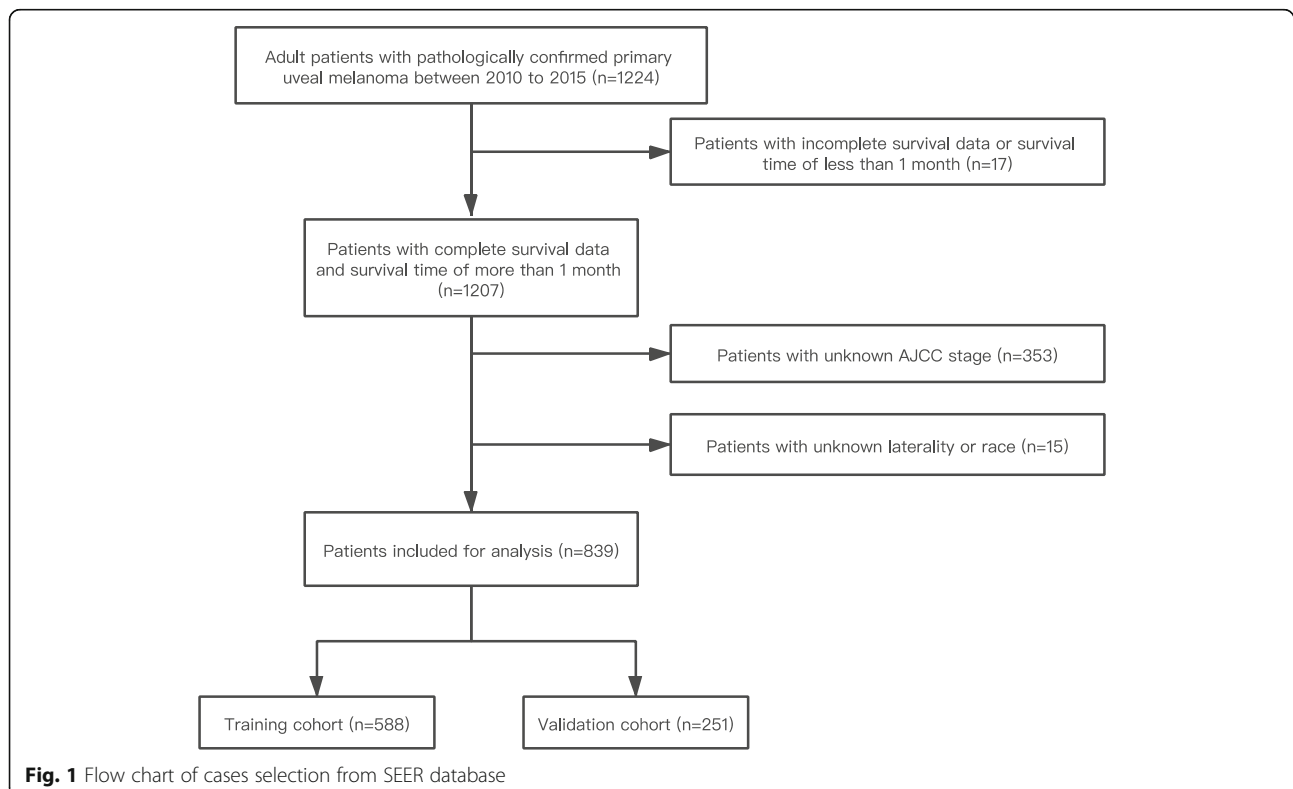 Adult patients with pathologically confirmed primary
uveal melanoma between 2010 to 2015 (n=1224)
Patients with incomplete survival data or survival
time of less than 1 month (n=17)
Patients with complete survival data
and survival time of more than 1 month
(n=1207)
Patients with unknown AJCC stage (n=353)
Patients with unknown laterality or race (n=15)
Patients included for analysis (n=839)
Training cohort (n=588)
Validation cohort (n=251)
Fig. 1 Flow chart of cases selection from SEER database